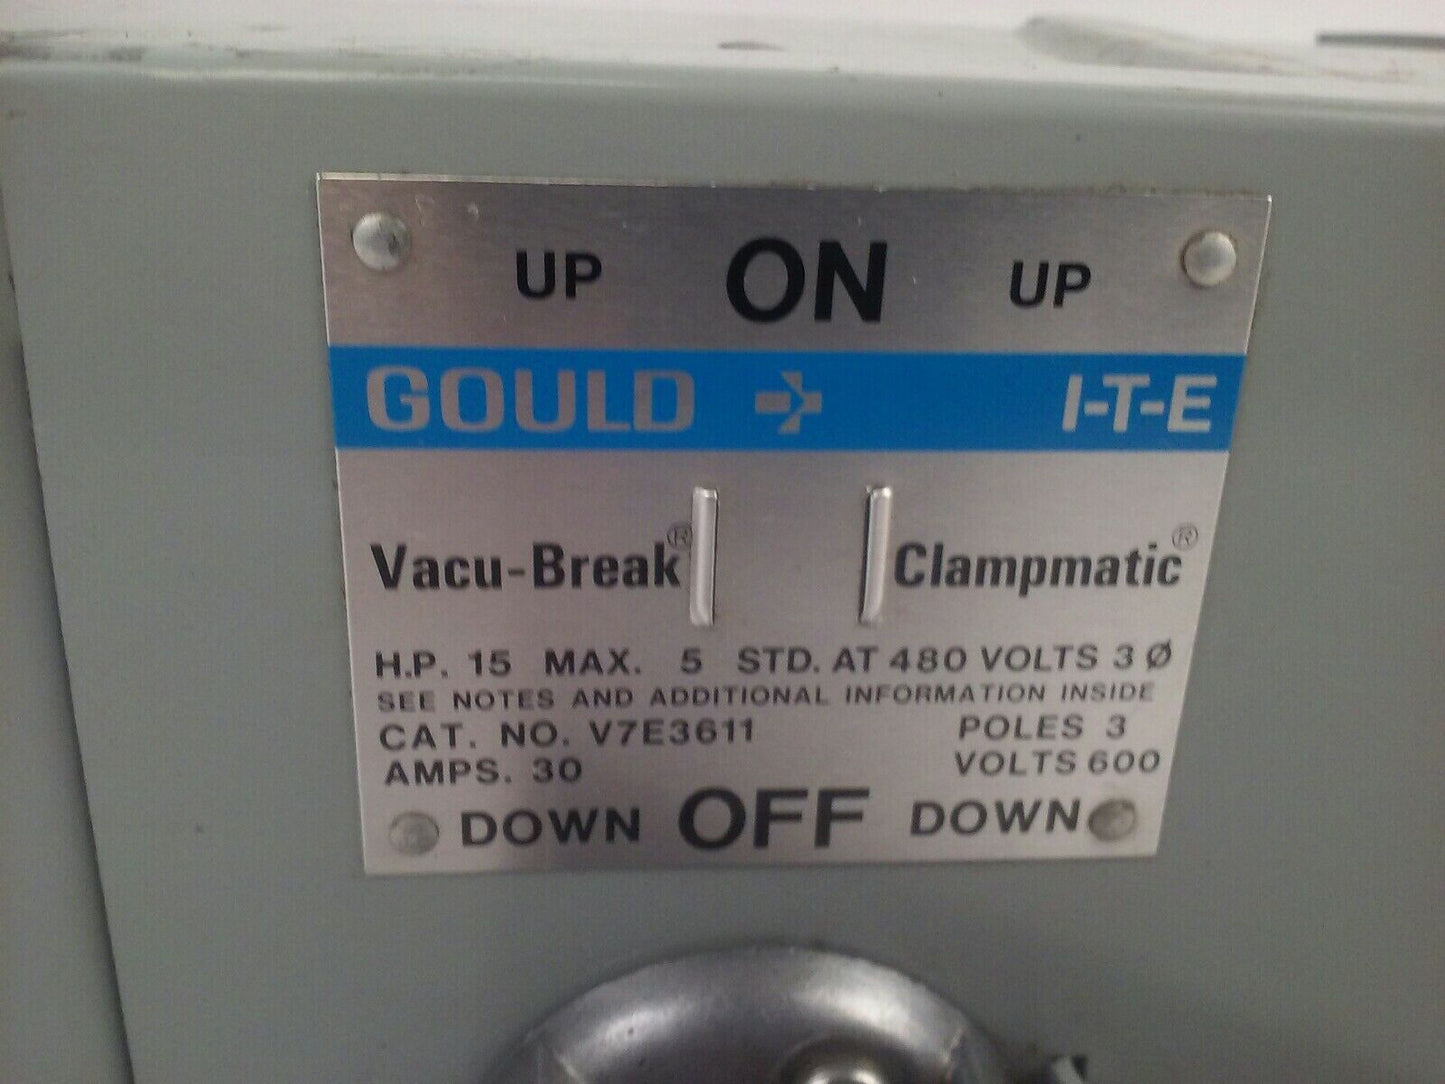 UP ON UP
GOULD I-T-E
Vacu-Break® Clampmatic®
H.P. 15 MAX. 5 STD. AT 480 VOLTS 3 Ø
SEE NOTES AND ADDITIONAL INFORMATION INSIDE
CAT. NO. V7E3611 POLES 3
AMPS. 30 VOLTS 600
DOWN OFF DOWN